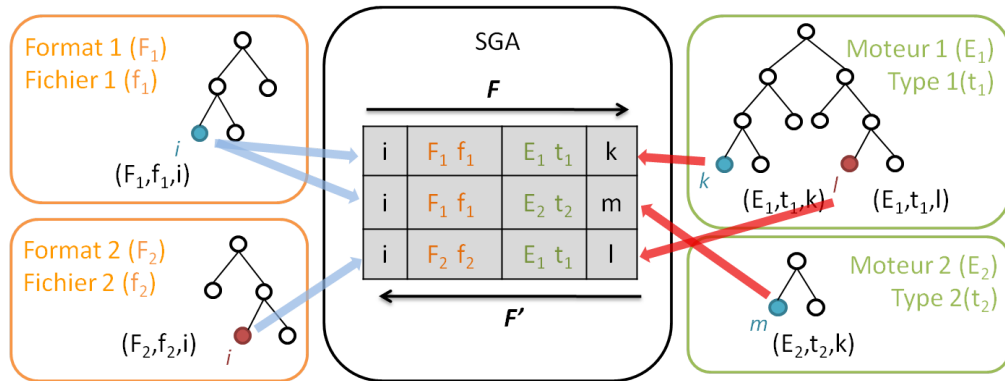 Format 1 (F₁)
Fichier 1 (f₁)
i
(F₁,f₁,i)
Format 2 (F₂)
Fichier 2 (f₂)
(F₂,f₂,i)
i
SGA
F
i F₁ f₁ E₁ t₁ k
i F₁ f₁ E₂ t₂ m
i F₂ f₂ E₁ t₁ l
F'
Moteur 1 (E₁)
Type 1(t₁)
k l
(E₁,t₁,k) (E₁,t₁,l)
Moteur 2 (E₂)
Type 2(t₂)
m
(E₂,t₂,k)